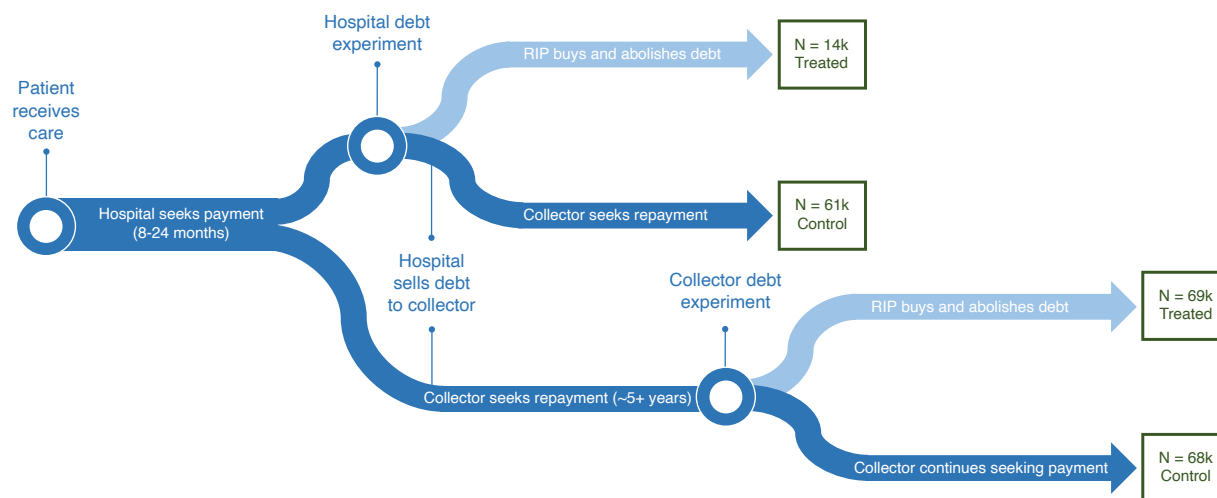 Hospital debt
experiment
RIP buys and abolishes debt
N = 14k
Treated
Patient
receives
care
Hospital seeks payment
(8-24 months)
Collector seeks repayment
N = 61k
Control
Hospital
sells debt
to collector
Collector debt
experiment
RIP buys and abolishes debt
N = 69k
Treated
Collector seeks repayment (~5+ years)
Collector continues seeking payment
N = 68k
Control